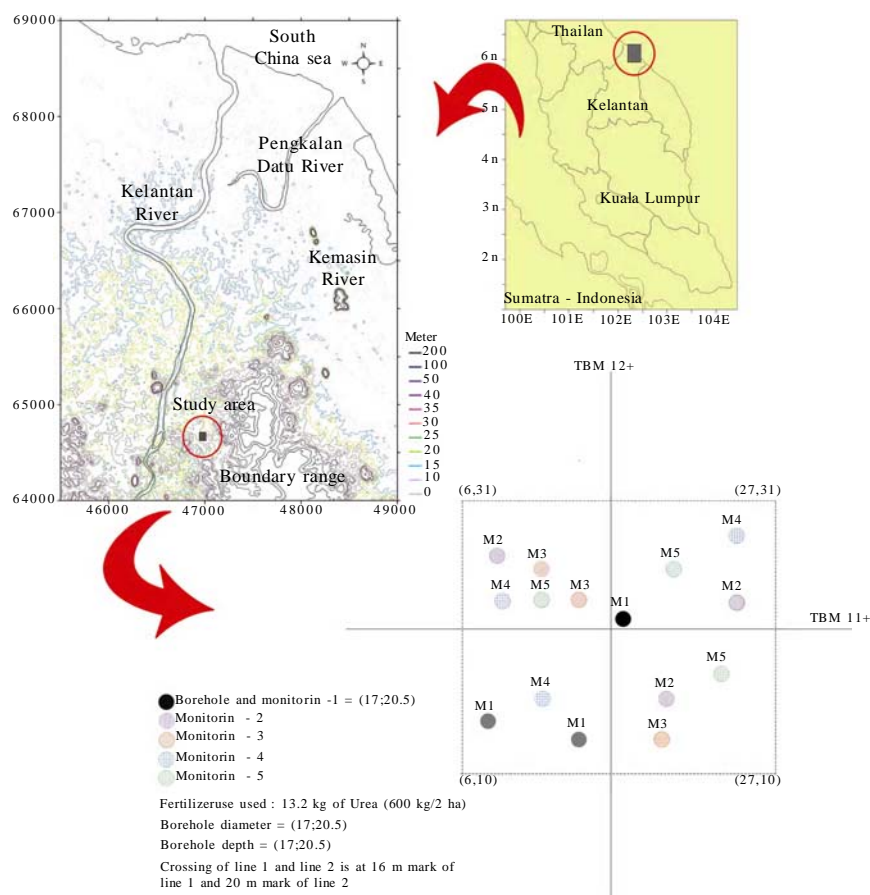 69000
68000
67000
66000
65000
64000
46000
47000
48000
49000
South
China sea
N
W
E
S
Pengkalan
Datu River
Kelantan
River
Kemasin
River
Study area
Boundary range
Meter
200
100
50
40
35
30
25
20
15
10
0
Thailan
6 n
5 n
4 n
3 n
2 n
Kelantan
Kuala Lumpur
Sumatra - Indonesia
100E
101E
102E
103E
104E
TBM 12+
(6,31)
(27,31)
M4
M2
M3
M5
M4
M5
M3
M1
M2
TBM 11+
M5
M4
M2
M1
M1
M3
(6,10)
(27,10)
Borehole and monitorin -1 = (17;20.5)
Monitorin - 2
Monitorin - 3
Monitorin - 4
Monitorin - 5
Fertilizeruse used : 13.2 kg of Urea (600 kg/2 ha)
Borehole diameter = (17;20.5)
Borehole depth = (17;20.5)
Crossing of line 1 and line 2 is at 16 m mark of
line 1 and 20 m mark of line 2